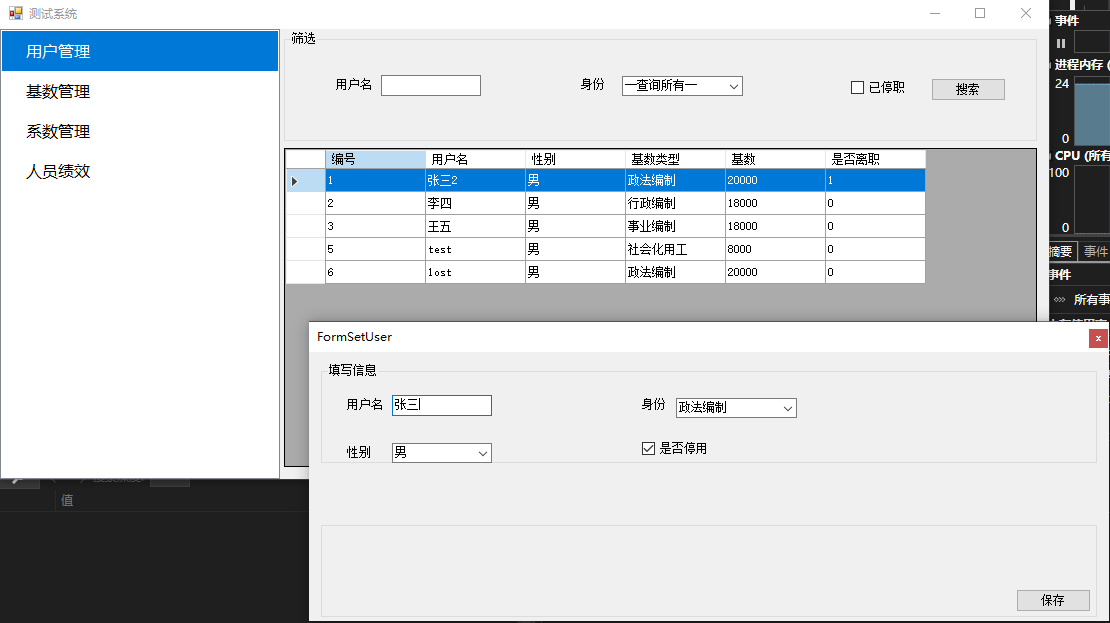 测试系统
用户管理
基数管理
系数管理
人员绩效
筛选
用户名
身份 一查询所有一
已停职
搜索
编号 用户名 性别 基数类型 基数 是否离职
1 张三2 男 政法编制 20000 1
2 李四 男 行政编制 18000 0
3 王五 男 事业编制 18000 0
5 test 男 社会化用工 8000 0
6 lost 男 政法编制 20000 0
FormSetUser
x
填写信息
用户名 张三 身份 政法编制
性别 男 是否停用
保存
事件
进程内存 (
24
0
CPU (所有
100
0
摘要 事件
事件
所有事
值